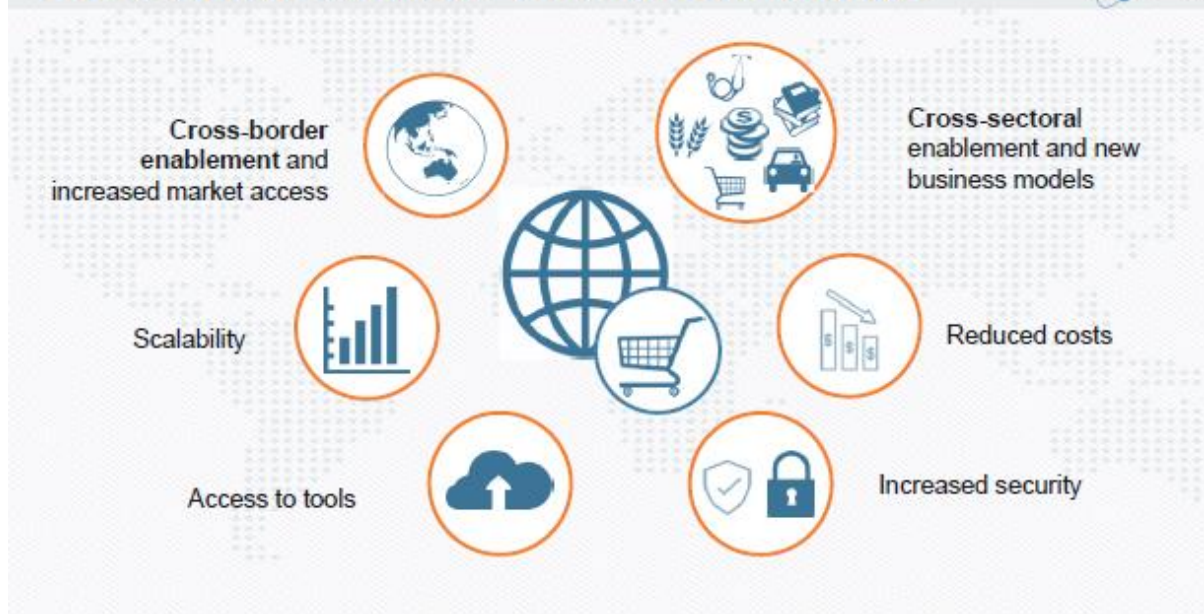 Cross-border
enablement and
increased market access
Cross-sectoral
enablement and new
business models
Scalability
Reduced costs
Access to tools
Increased security
$
$
$
$